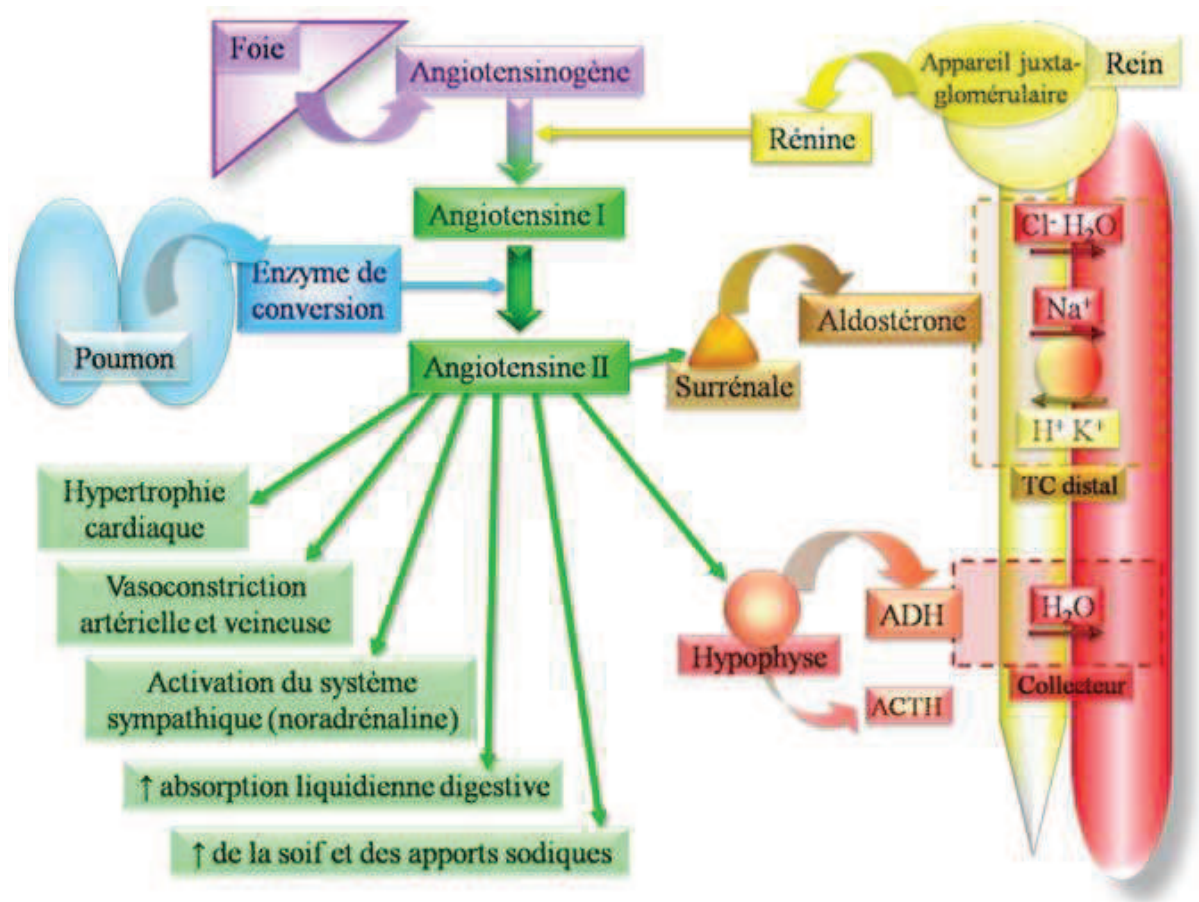 Foie
Angiotensinogène
Appareil juxta-
glomérulaire
Rein
Rénine
Angiotensine I
Cl- H₂O
Enzyme de
conversion
Na⁺
Aldostérone
Poumon
Angiotensine II
Surrénale
H⁺ K⁺
TC distal
Hypertrophie
cardiaque
Vasoconstriction
artérielle et veineuse
ADH
H₂O
Hypophyse
Collecteur
Activation du système
sympathique (noradrénaline)
ACTH
↑ absorption liquidienne digestive
↑ de la soif et des apports sodiques